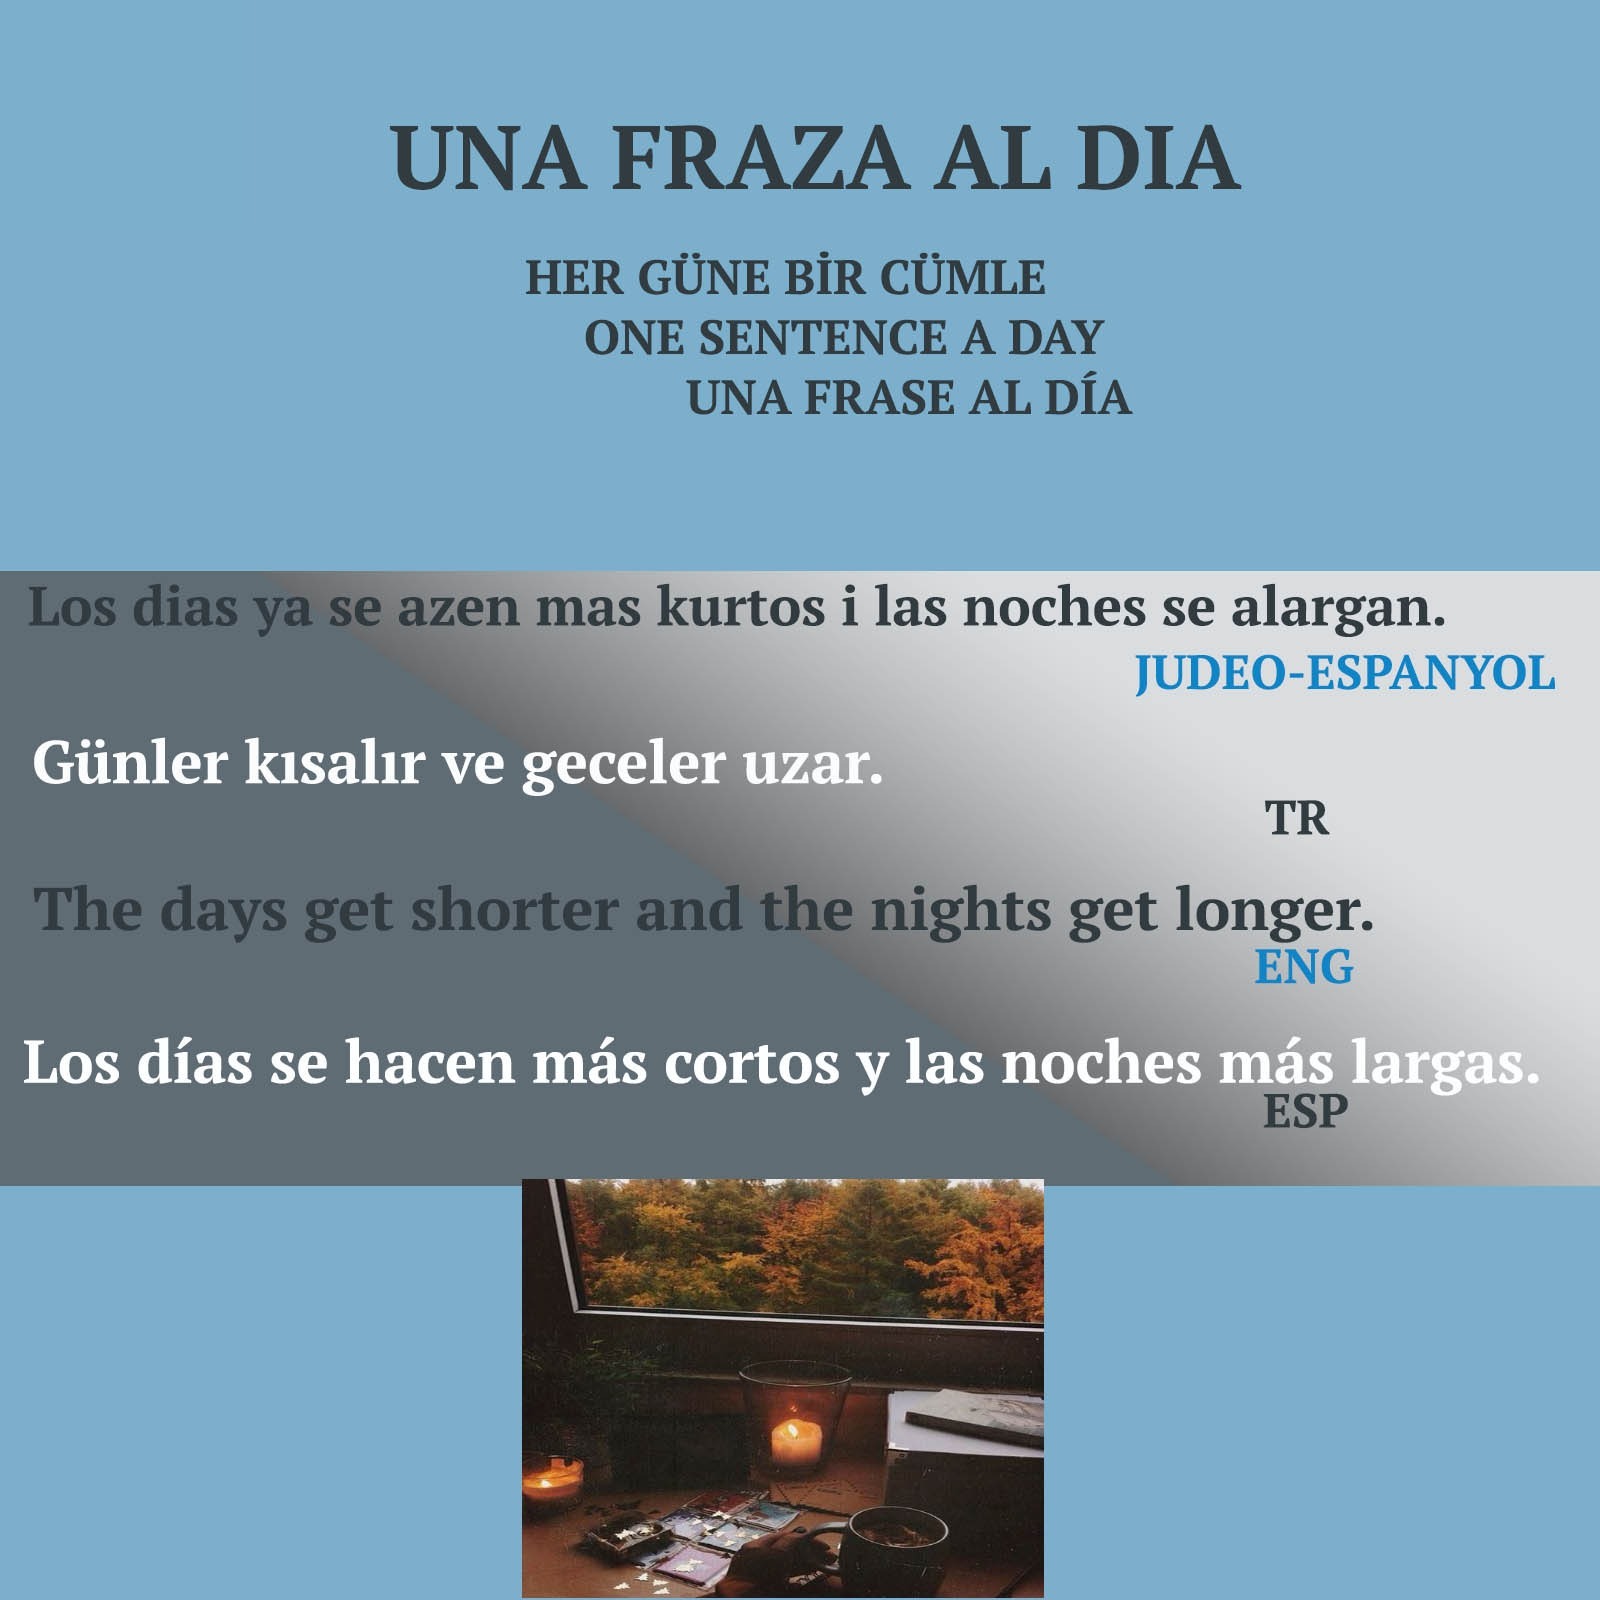 UNA FRAZA AL DIA
HER GÜNE BİR CÜMLE
ONE SENTENCE A DAY
UNA FRASE AL DÍA
Los dias ya se azen mas kurtos i las noches se alargan.
JUDEO-ESPANYOL
Günler kısalır ve geceler uzar.
TR
The days get shorter and the nights get longer.
ENG
Los días se hacen más cortos y las noches más largas.
ESP